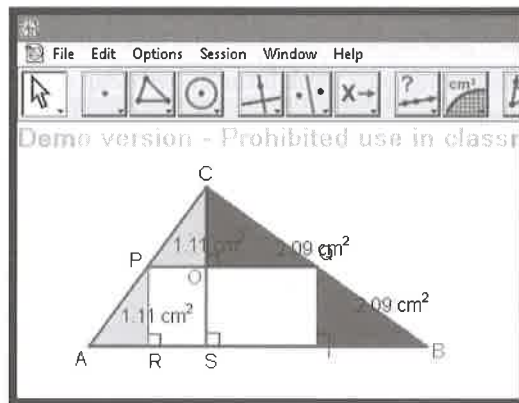 File Edit Options Session Window Help
? cm²
X
Demo version - Prohibited use in classr
C
1.11 cm² 2.09 cm²
P Q
O
1.11 cm² 2.09 cm²
A R S B